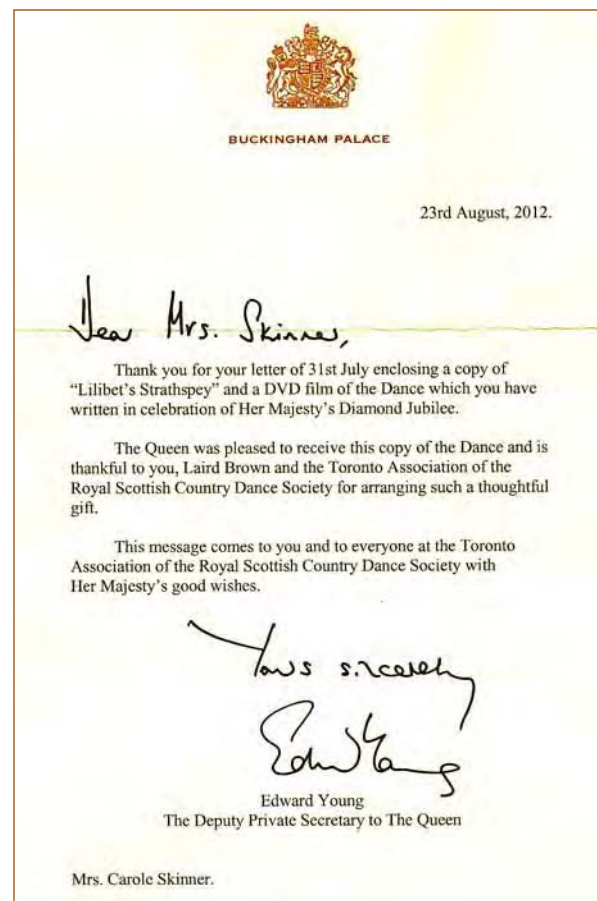 BUCKINGHAM PALACE
23rd August, 2012.
Dear Mrs. Skinner,
Thank you for your letter of 31st July enclosing a copy of
"Lilibet's Strathspey" and a DVD film of the Dance which you have
written in celebration of Her Majesty's Diamond Jubilee.
The Queen was pleased to receive this copy of the Dance and is
thankful to you, Laird Brown and the Toronto Association of the
Royal Scottish Country Dance Society for arranging such a thoughtful
gift.
This message comes to you and to everyone at the Toronto
Association of the Royal Scottish Country Dance Society with
Her Majesty's good wishes.
Yours sincerely
Edward Young
Edward Young
The Deputy Private Secretary to The Queen
Mrs. Carole Skinner.